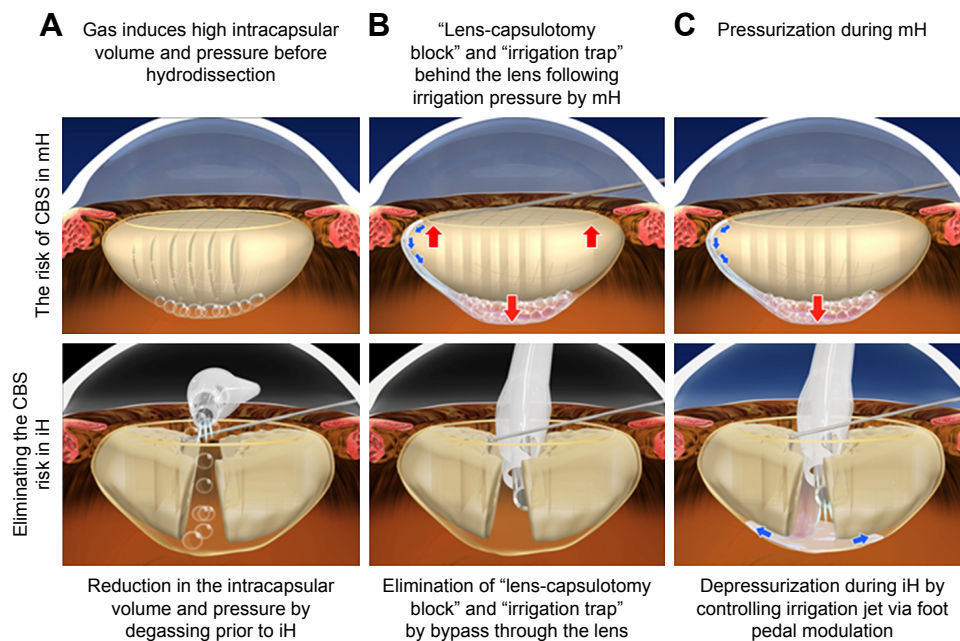 A
Gas induces high intracapsular
volume and pressure before
hydrodissection
B
“Lens-capsulotomy
block” and “irrigation trap”
behind the lens following
irrigation pressure by mH
C
Pressurization during mH
The risk of CBS in mH
Eliminating the CBS
risk in iH
Reduction in the intracapsular
volume and pressure by
degassing prior to iH
Elimination of “lens-capsulotomy
block” and “irrigation trap”
by bypass through the lens
Depressurization during iH by
controlling irrigation jet via foot
pedal modulation